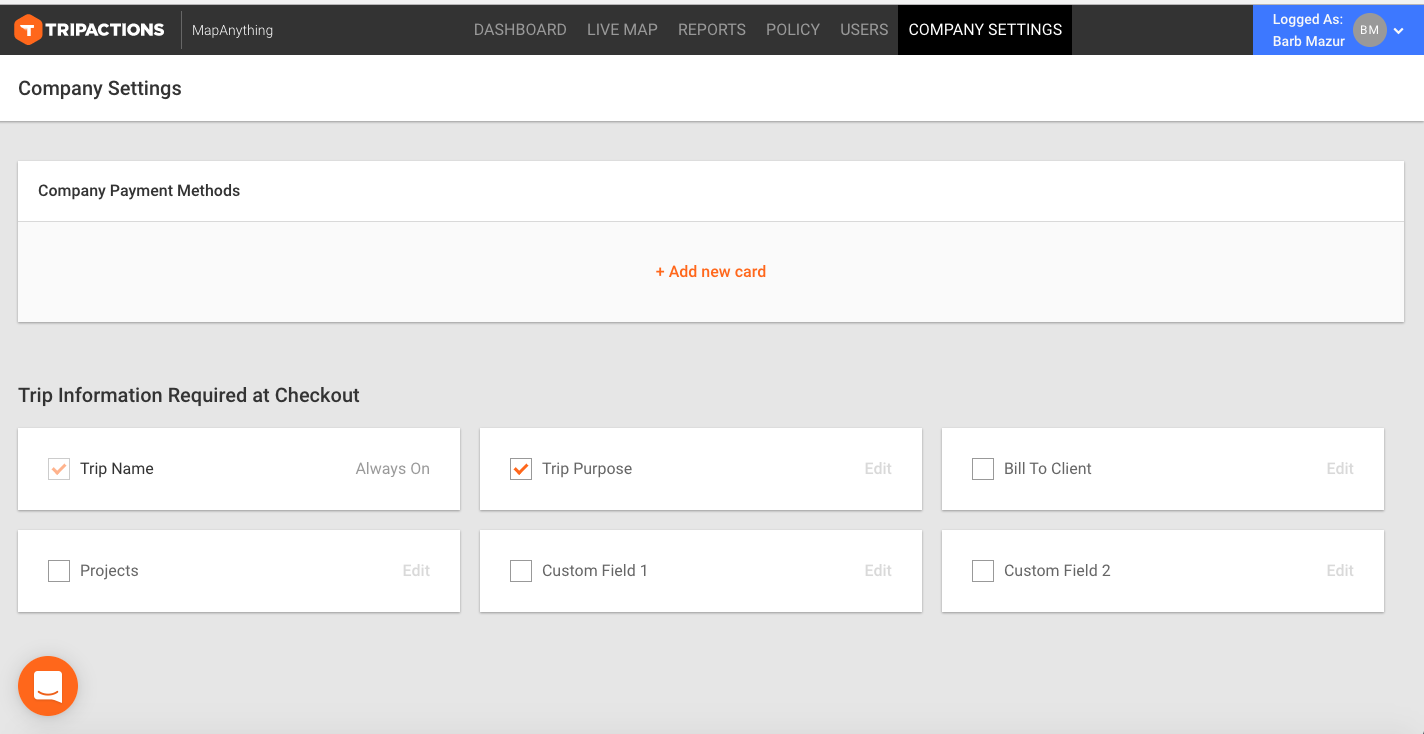 TRIPACTIONS
MapAnything
DASHBOARD LIVE MAP REPORTS POLICY USERS COMPANY SETTINGS
Logged As:
Barb Mazur
BM
Company Settings
Company Payment Methods
+ Add new card
Trip Information Required at Checkout
Trip Name Always On
Trip Purpose Edit
Bill To Client Edit
Projects Edit
Custom Field 1 Edit
Custom Field 2 Edit